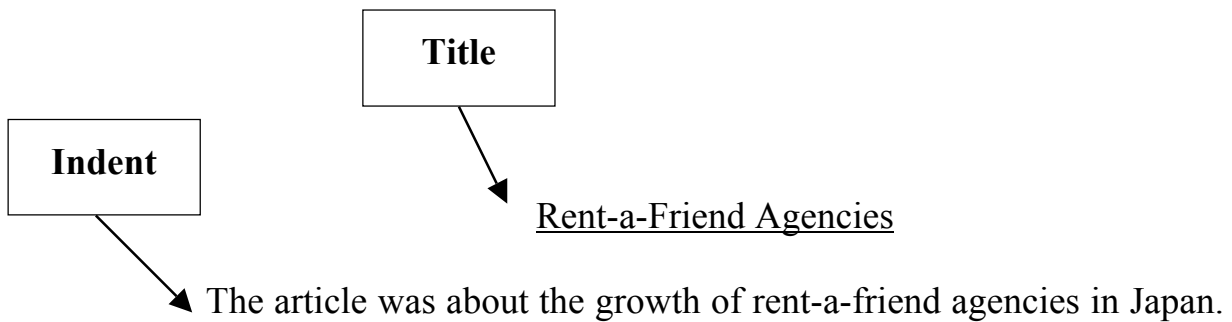 Title
Indent
Rent-a-Friend Agencies
The article was about the growth of rent-a-friend agencies in Japan.